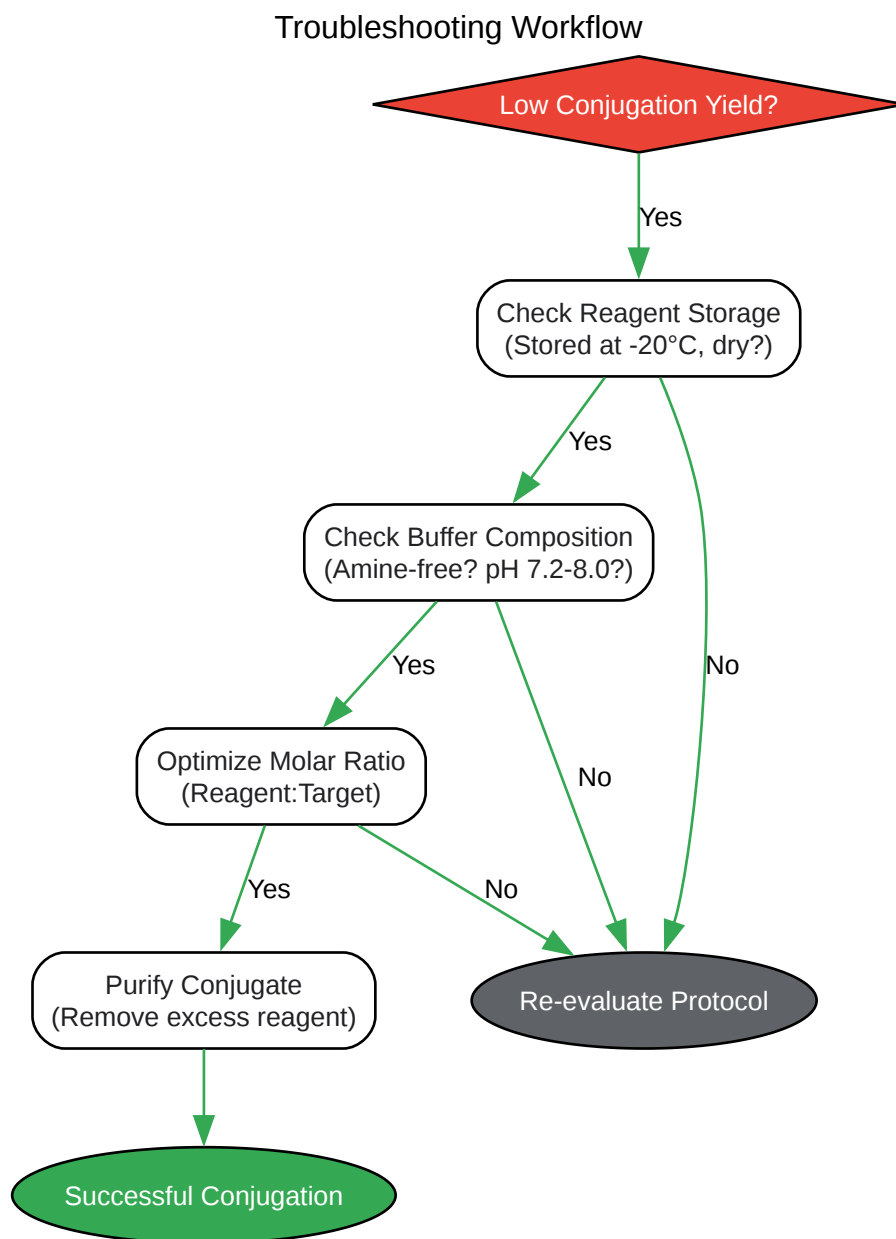 Troubleshooting Workflow
Low Conjugation Yield?
Yes
Check Reagent Storage
(Stored at -20°C, dry?)
Yes
Check Buffer Composition
(Amine-free? pH 7.2-8.0?)
Yes
No
Optimize Molar Ratio
(Reagent:Target)
No
Yes
No
Purify Conjugate
(Remove excess reagent)
Re-evaluate Protocol
Successful Conjugation